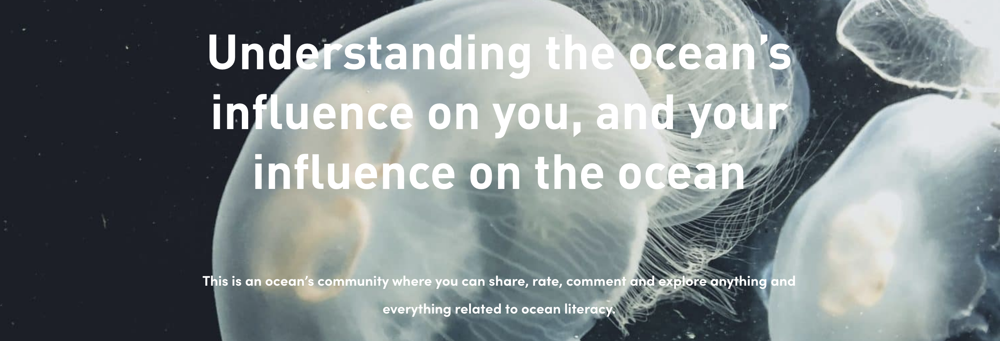 Understanding the ocean’s
influence on you, and your
influence on the ocean
This is an ocean’s community where you can share, rate, comment and explore anything and
everything related to ocean literacy.